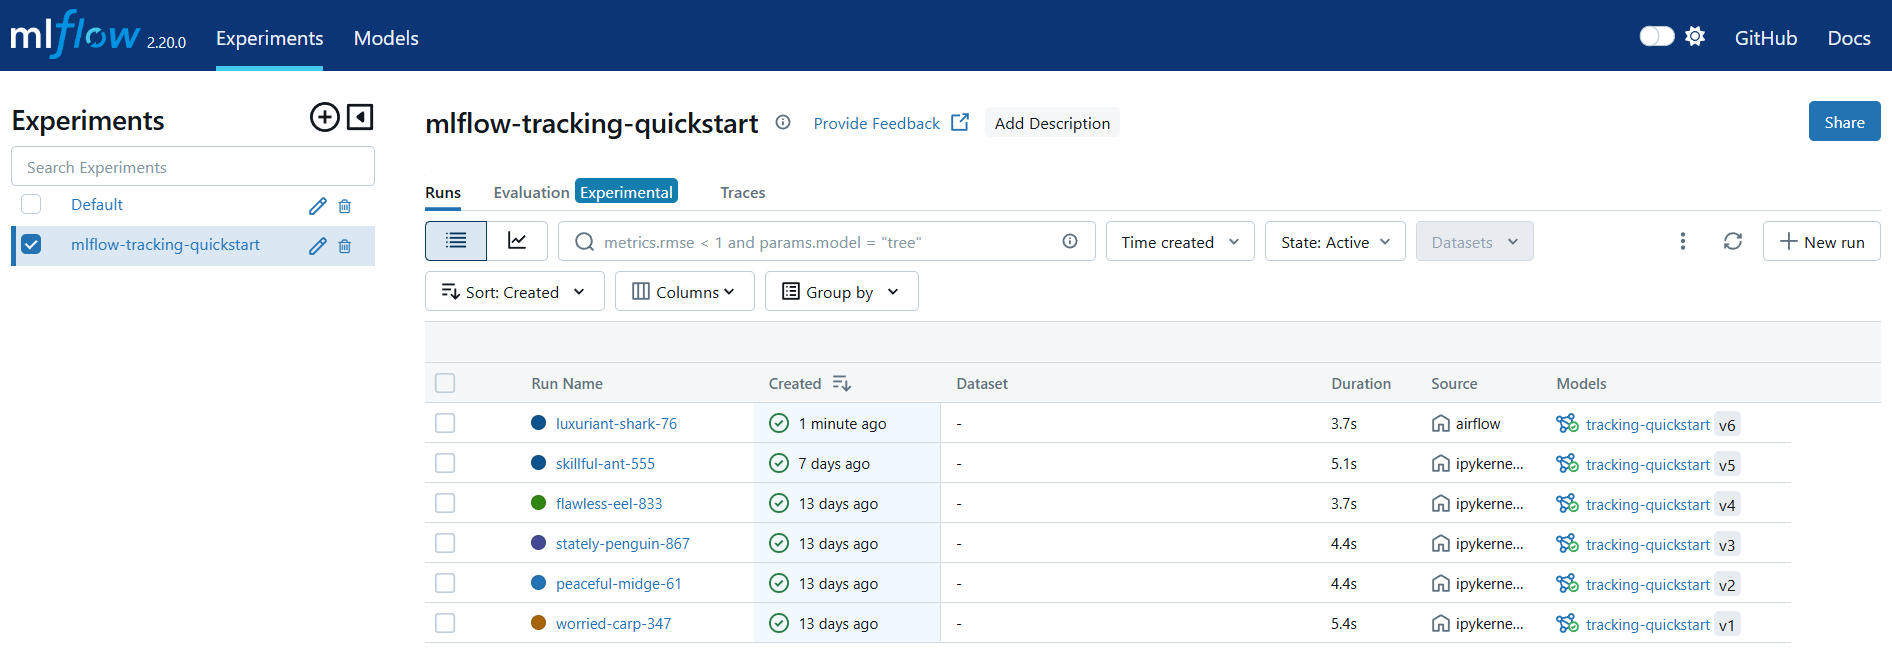 mlflow 2.20.0 Experiments Models GitHub Docs
Experiments
Search Experiments
Default
mlflow-tracking-quickstart
mlflow-tracking-quickstart Provide Feedback Add Description Share
Runs Evaluation Experimental Traces
metrics.rmse < 1 and params.model = "tree" Time created State: Active Datasets New run
Sort: Created Columns Group by
Run Name Created Dataset Duration Source Models
luxuriant-shark-76 1 minute ago - 3.7s airflow tracking-quickstart v6
skillful-ant-555 7 days ago - 5.1s ipykerne... tracking-quickstart v5
flawless-eel-833 13 days ago - 3.7s ipykerne... tracking-quickstart v4
stately-penguin-867 13 days ago - 4.4s ipykerne... tracking-quickstart v3
peaceful-midge-61 13 days ago - 4.4s ipykerne... tracking-quickstart v2
worried-carp-347 13 days ago - 5.4s ipykerne... tracking-quickstart v1